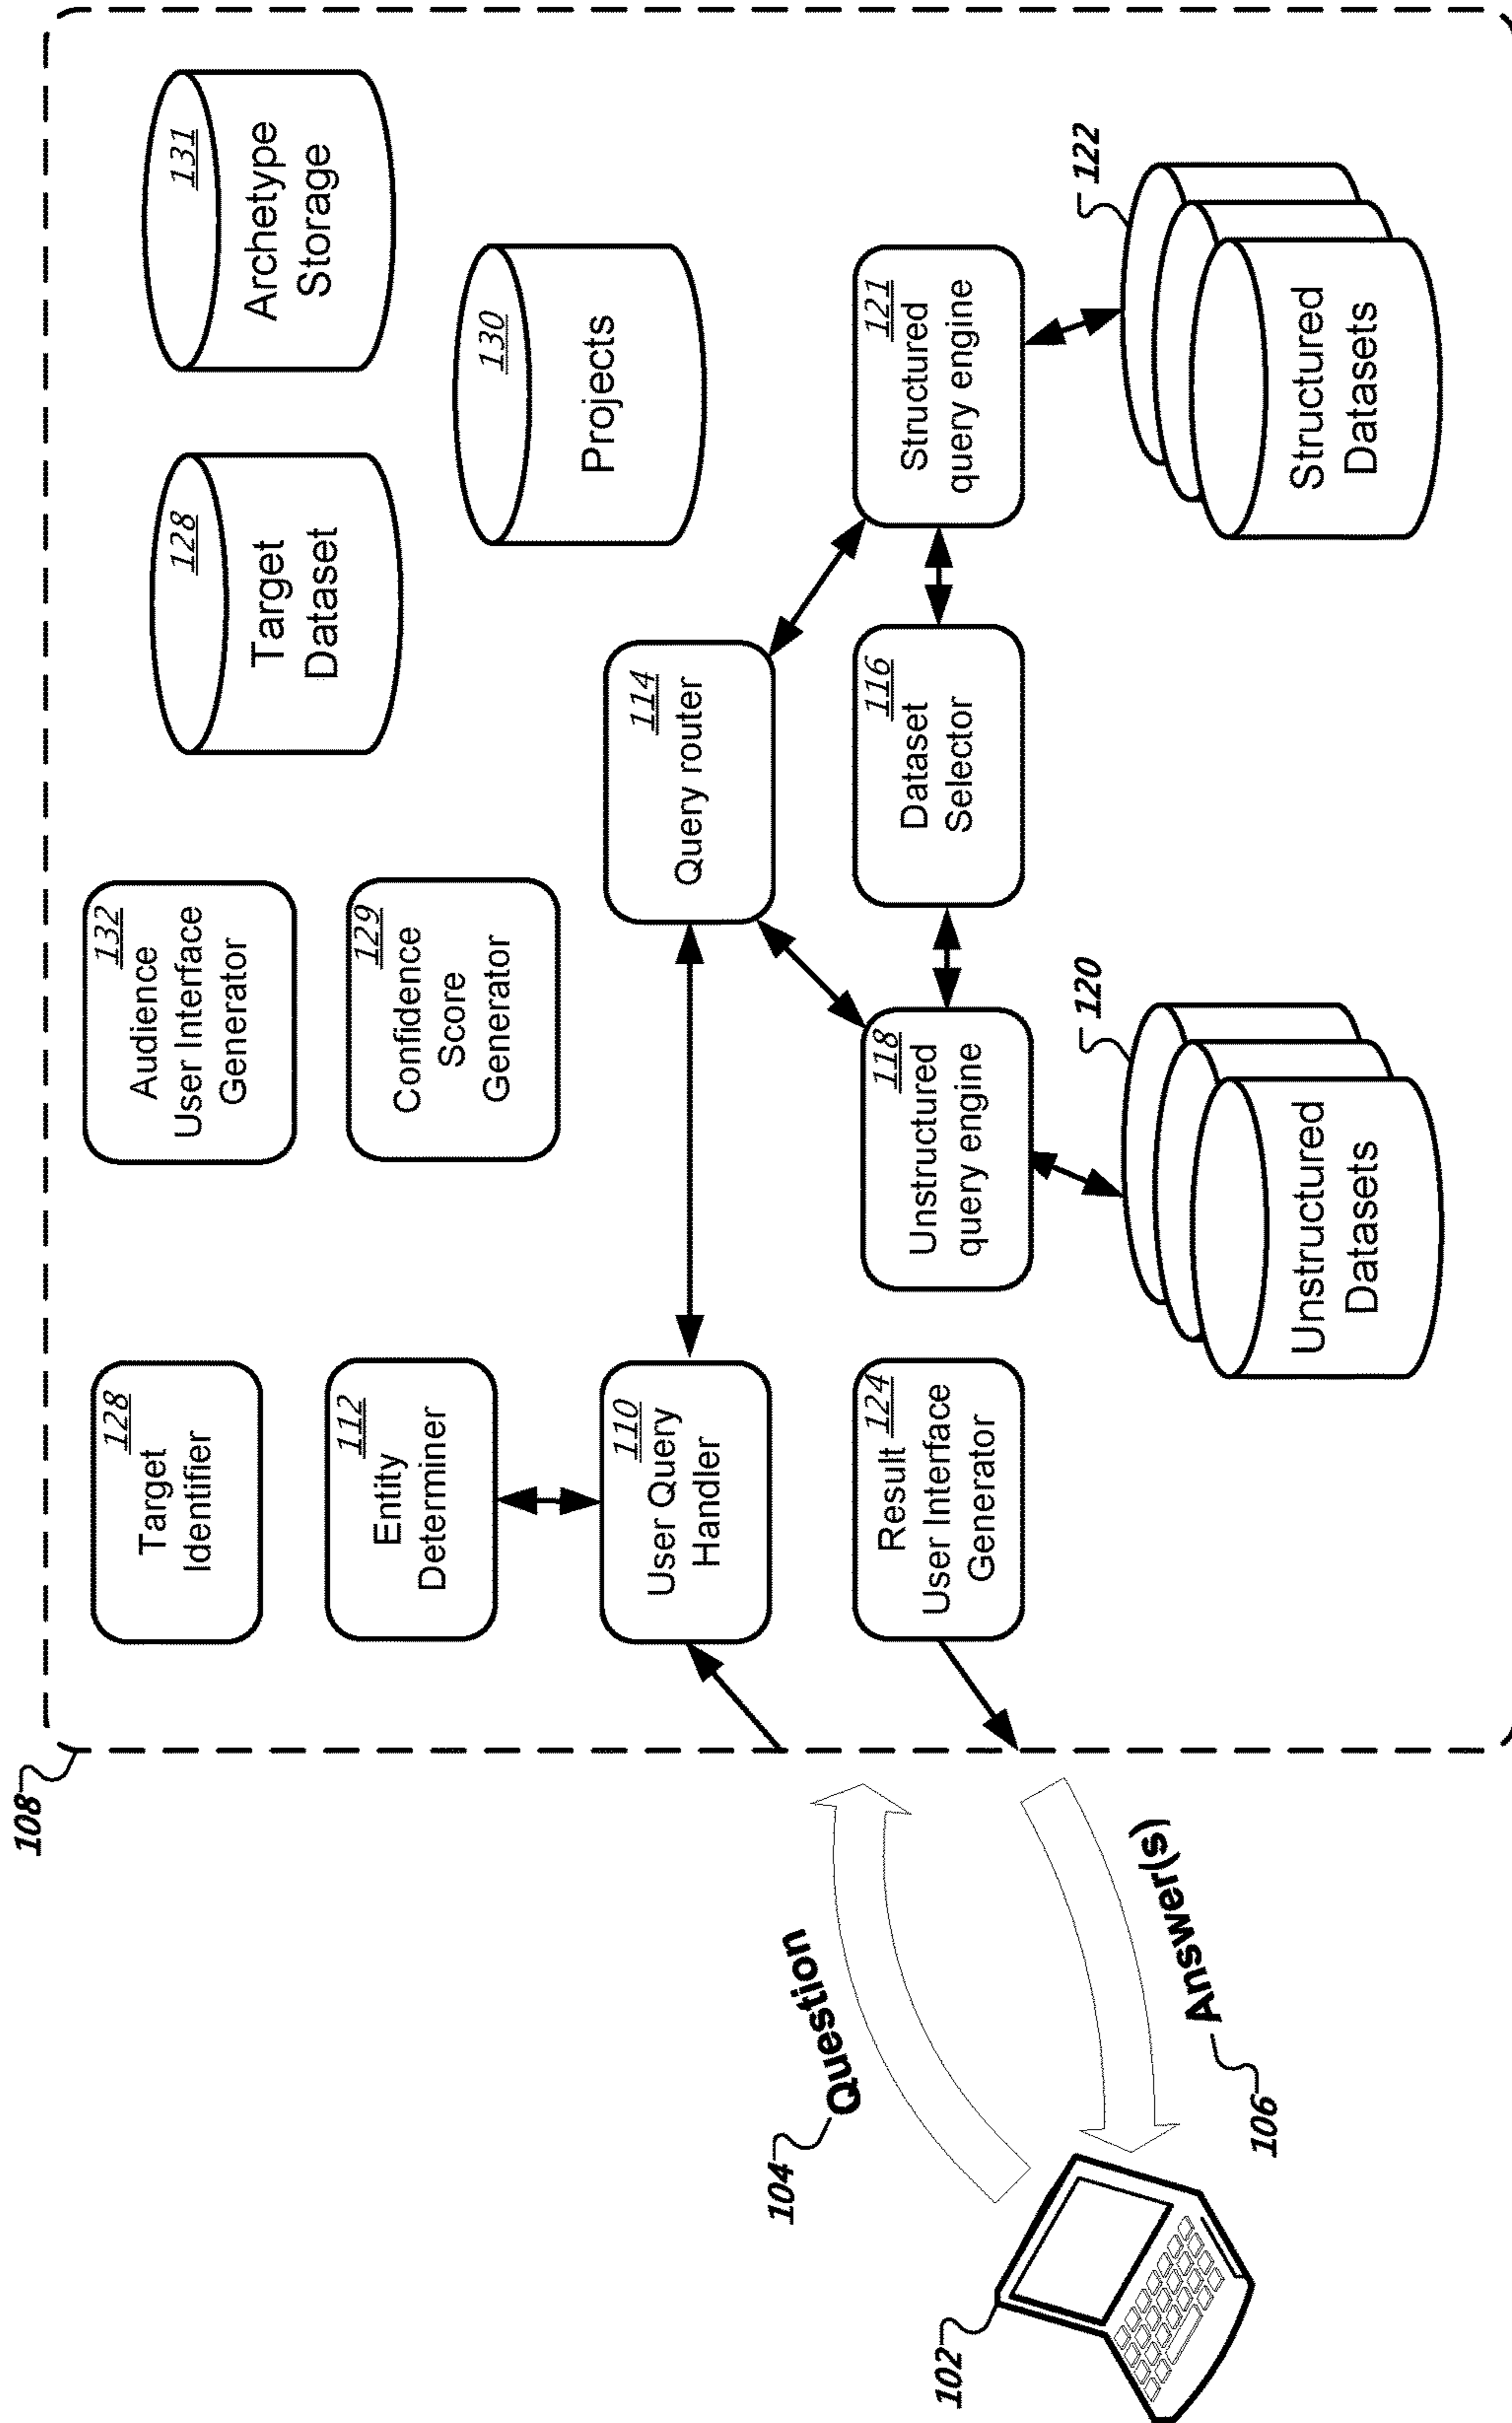 108
128
Target
Identifier
132
Audience
User Interface
Generator
128
Target
Dataset
131
Archetype
Storage
112
Entity
Determiner
129
Confidence
Score
Generator
130
Projects
110
User Query
Handler
114
Query router
104
Question
124
Result
User Interface
Generator
118
Unstructured
query engine
116
Dataset
Selector
121
Structured
query engine
102
Answer(s)
106
120
Unstructured
Datasets
122
Structured
Datasets